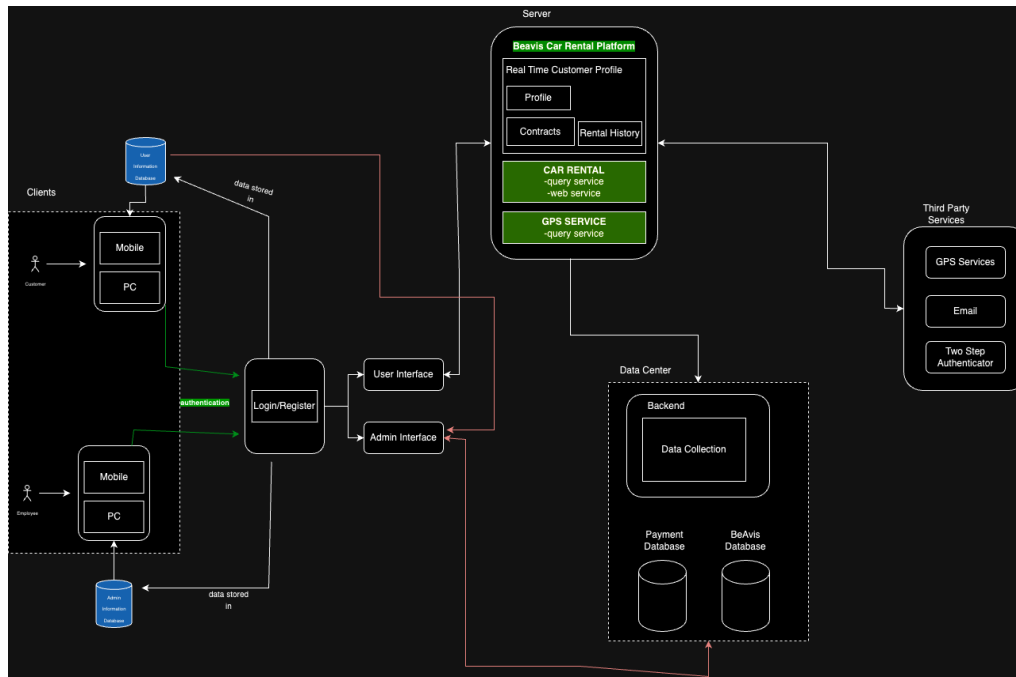 Server
Beavis Car Rental Platform
Real Time Customer Profile
Profile
Contracts
Rental History
CAR RENTAL
-query service
-web service
GPS SERVICE
-query service
User
Information
Database
data stored
in
Clients
Mobile
PC
Customer
Third Party
Services
GPS Services
Email
Two Step
Authenticator
authentication
Login/Register
User Interface
Admin Interface
Data Center
Backend
Data Collection
Mobile
PC
Employee
Payment
Database
BeAvis
Database
Admin
Information
Database
data stored
in